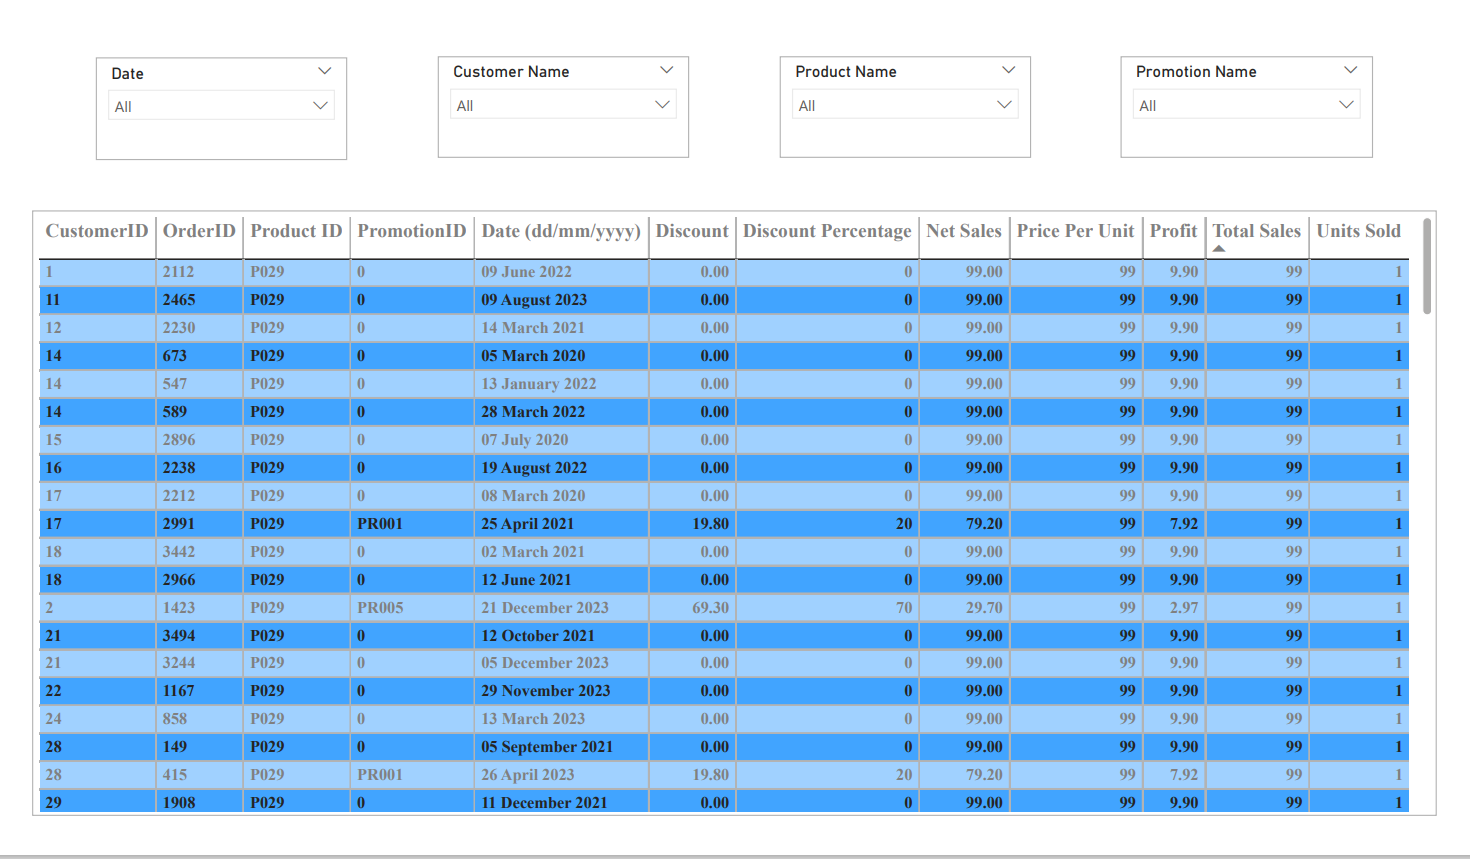 Date Customer Name Product Name Promotion Name
All All All All
CustomerID OrderID Product ID PromotionID Date (dd/mm/yyyy) Discount Discount Percentage Net Sales Price Per Unit Profit Total Sales Units Sold
1 2112 P029 0 09 June 2022 0.00 0 99.00 99 9.90 99 1
11 2465 P029 0 09 August 2023 0.00 0 99.00 99 9.90 99 1
12 2230 P029 0 14 March 2021 0.00 0 99.00 99 9.90 99 1
14 673 P029 0 05 March 2020 0.00 0 99.00 99 9.90 99 1
14 547 P029 0 13 January 2022 0.00 0 99.00 99 9.90 99 1
14 589 P029 0 28 March 2022 0.00 0 99.00 99 9.90 99 1
15 2896 P029 0 07 July 2020 0.00 0 99.00 99 9.90 99 1
16 2238 P029 0 19 August 2022 0.00 0 99.00 99 9.90 99 1
17 2212 P029 0 08 March 2020 0.00 0 99.00 99 9.90 99 1
17 2991 P029 PR001 25 April 2021 19.80 20 79.20 99 7.92 99 1
18 3442 P029 0 02 March 2021 0.00 0 99.00 99 9.90 99 1
18 2966 P029 0 12 June 2021 0.00 0 99.00 99 9.90 99 1
2 1423 P029 PR005 21 December 2023 69.30 70 29.70 99 2.97 99 1
21 3494 P029 0 12 October 2021 0.00 0 99.00 99 9.90 99 1
21 3244 P029 0 05 December 2023 0.00 0 99.00 99 9.90 99 1
22 1167 P029 0 29 November 2023 0.00 0 99.00 99 9.90 99 1
24 858 P029 0 13 March 2023 0.00 0 99.00 99 9.90 99 1
28 149 P029 0 05 September 2021 0.00 0 99.00 99 9.90 99 1
28 415 P029 PR001 26 April 2023 19.80 20 79.20 99 7.92 99 1
29 1908 P029 0 11 December 2021 0.00 0 99.00 99 9.90 99 1